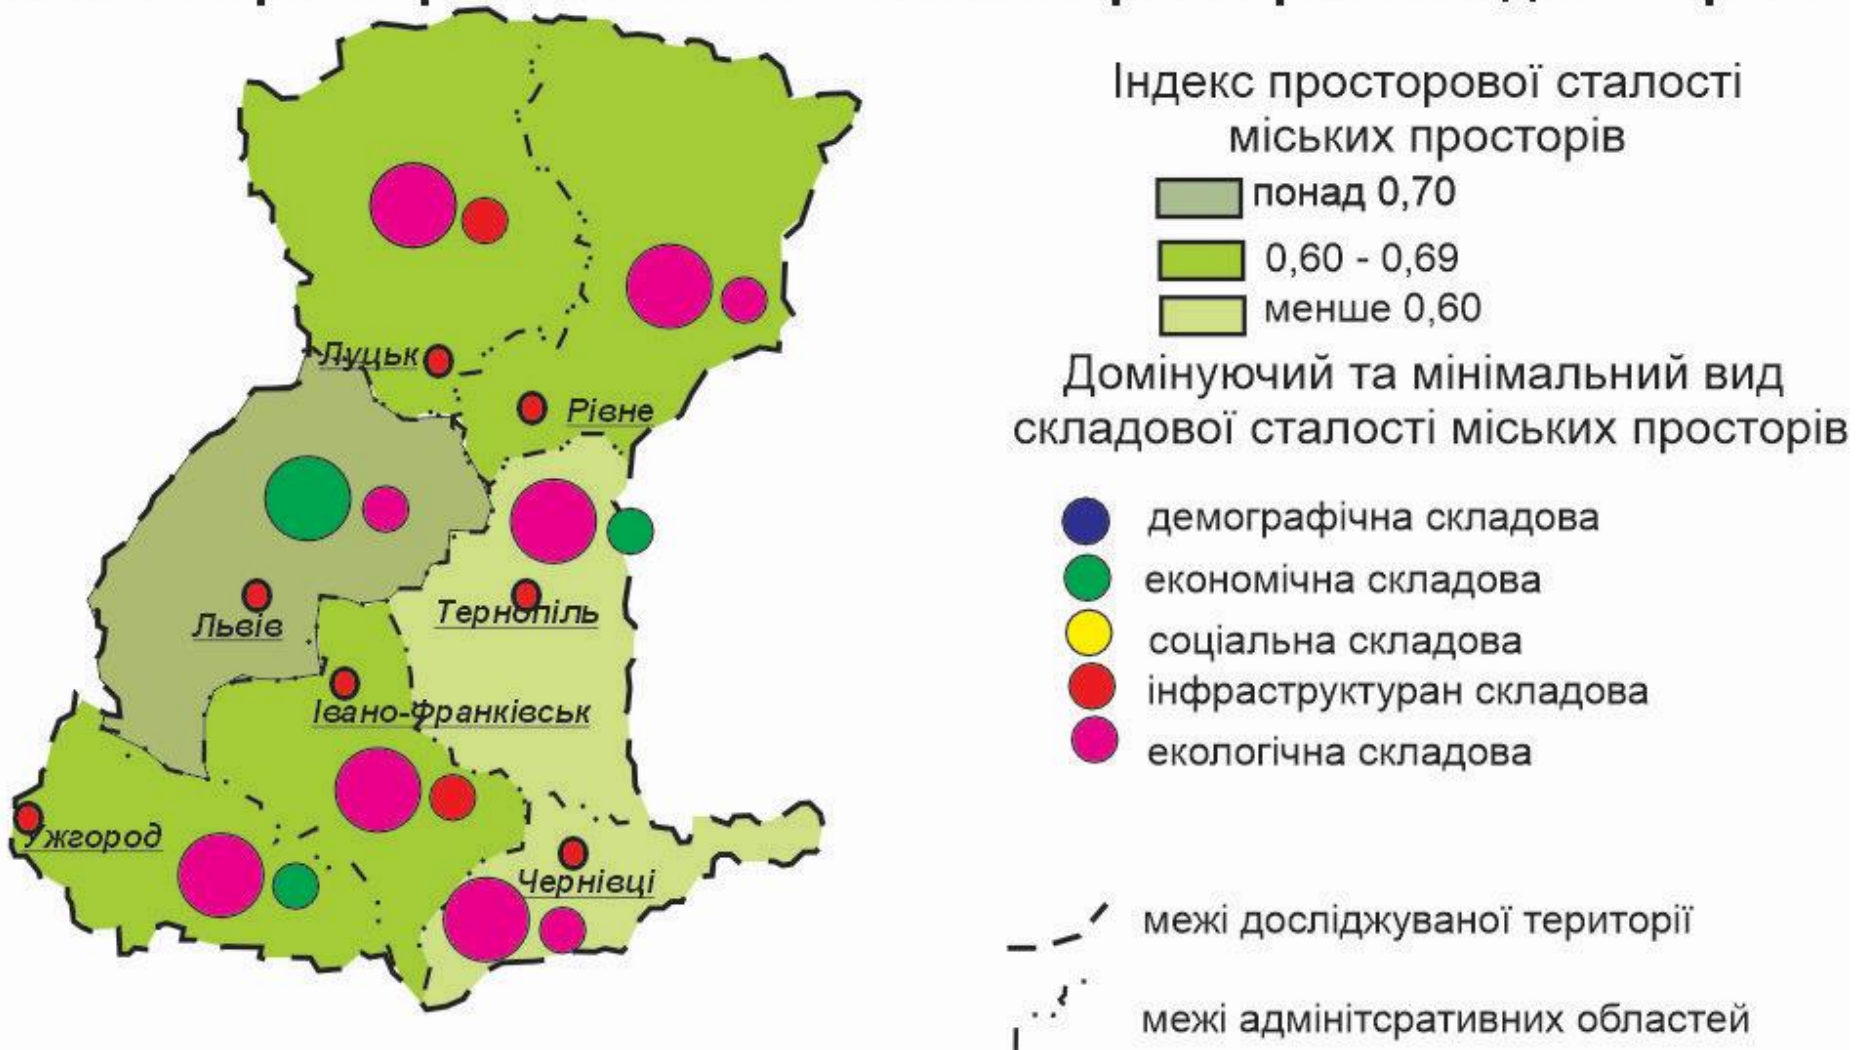 Індекс просторової сталості
міських просторів
понад 0,70
0,60 - 0,69
менше 0,60
Домінуючий та мінімальний вид
складової сталості міських просторів
демографічна складова
економічна складова
соціальна складова
інфраструктуран складова
екологічна складова
межі досліджуваної території
межі адмінітсративних областей
Луцьк
Рівне
Львів
Тернопіль
Івано-Франківськ
Ужгород
Чернівці